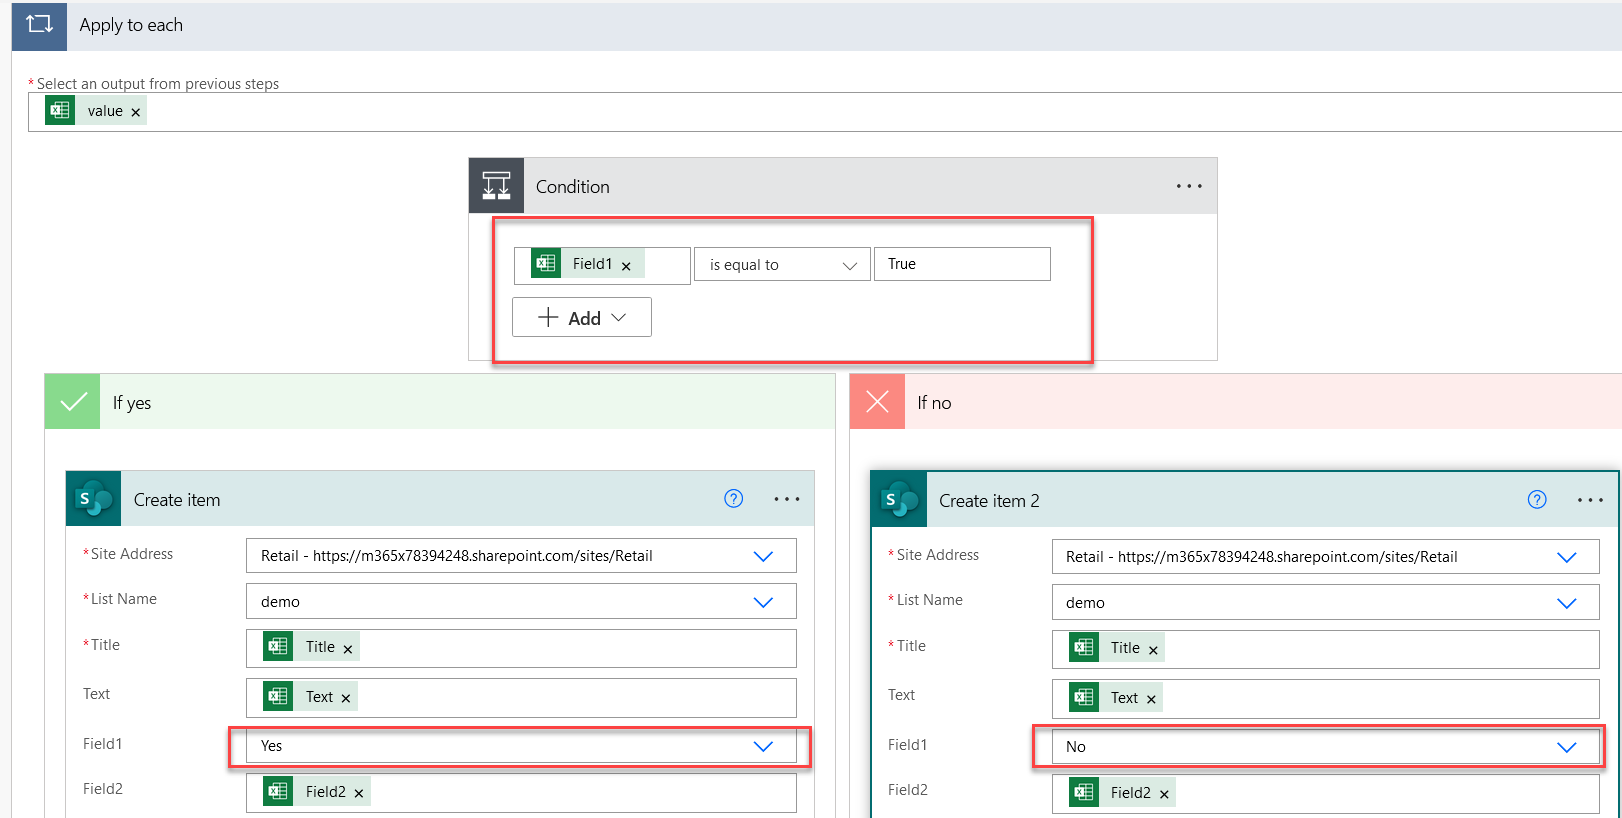 Apply to each
* Select an output from previous steps
value ×
Condition
Field1 × is equal to True
+ Add
If yes
Create item
* Site Address Retail - https://m365x78394248.sharepoint.com/sites/Retail
* List Name demo
* Title Title ×
Text Text ×
Field1 Yes
Field2 Field2 ×
If no
Create item 2
* Site Address Retail - https://m365x78394248.sharepoint.com/sites/Retail
* List Name demo
* Title Title ×
Text Text ×
Field1 No
Field2 Field2 ×